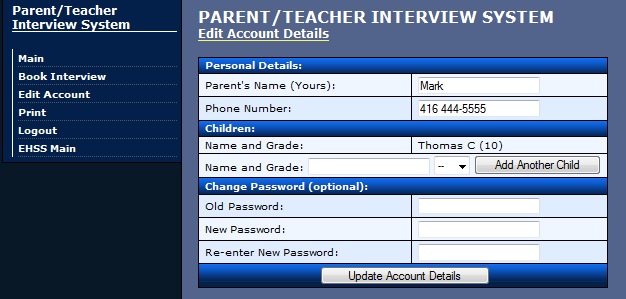 Parent/Teacher
Interview System
Main
Book Interview
Edit Account
Print
Logout
EHSS Main
PARENT/TEACHER INTERVIEW SYSTEM
Edit Account Details
Personal Details:
Parent's Name (Yours): Mark
Phone Number: 416 444-5555
Children:
Name and Grade: Thomas C (10)
Name and Grade: -- Add Another Child
Change Password (optional):
Old Password:
New Password:
Re-enter New Password:
Update Account Details